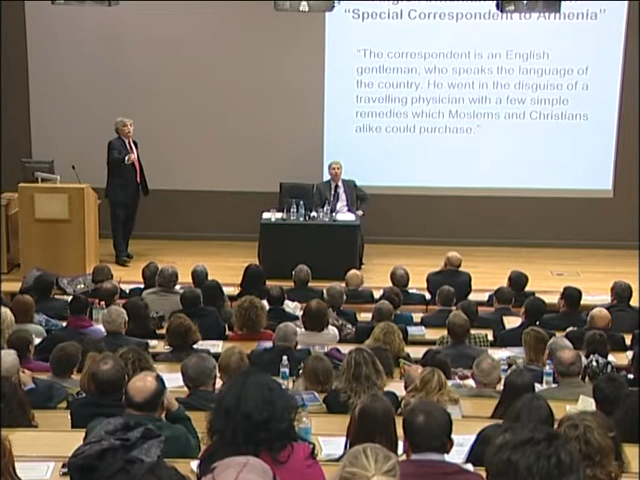 "Special Correspondent to Armenia"
"The correspondent is an English
gentleman, who speaks the language of
the country. He went in the disguise of a
travelling physician with a few simple
remedies which Moslems and Christians
alike could purchase."